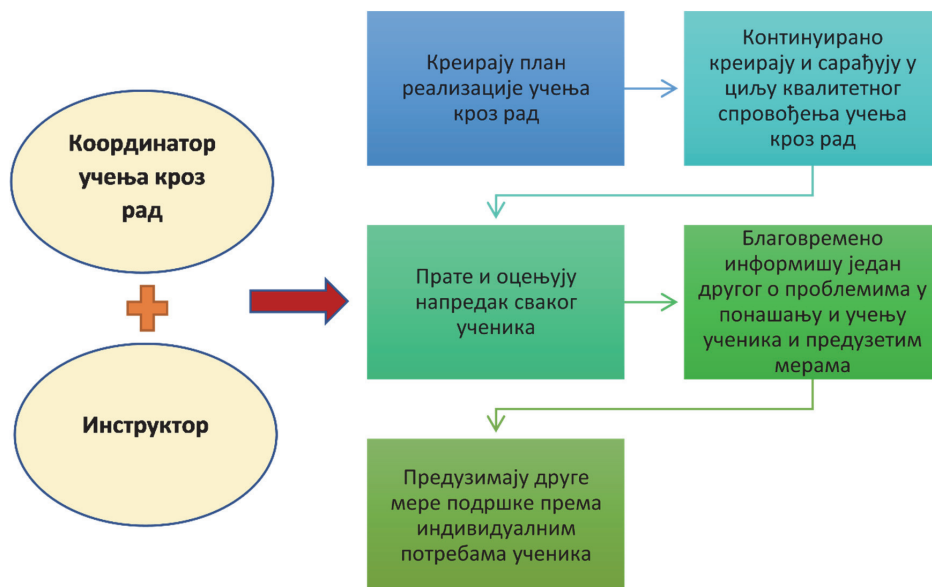 Координатор
учења кроз
рад
Инструктор
Креирају план
реализације учења
кроз рад
Континуирано
креирају и сарађују у
циљу квалитетног
спровођења учења
кроз рад
Прате и оцењују
напредак сваког
ученика
Благовремено
информишу један
другог о проблемима у
понашању и учењу
ученика и предузетим
мерама
Предузимају друге
мере подршке према
индивидуалним
потребама ученика